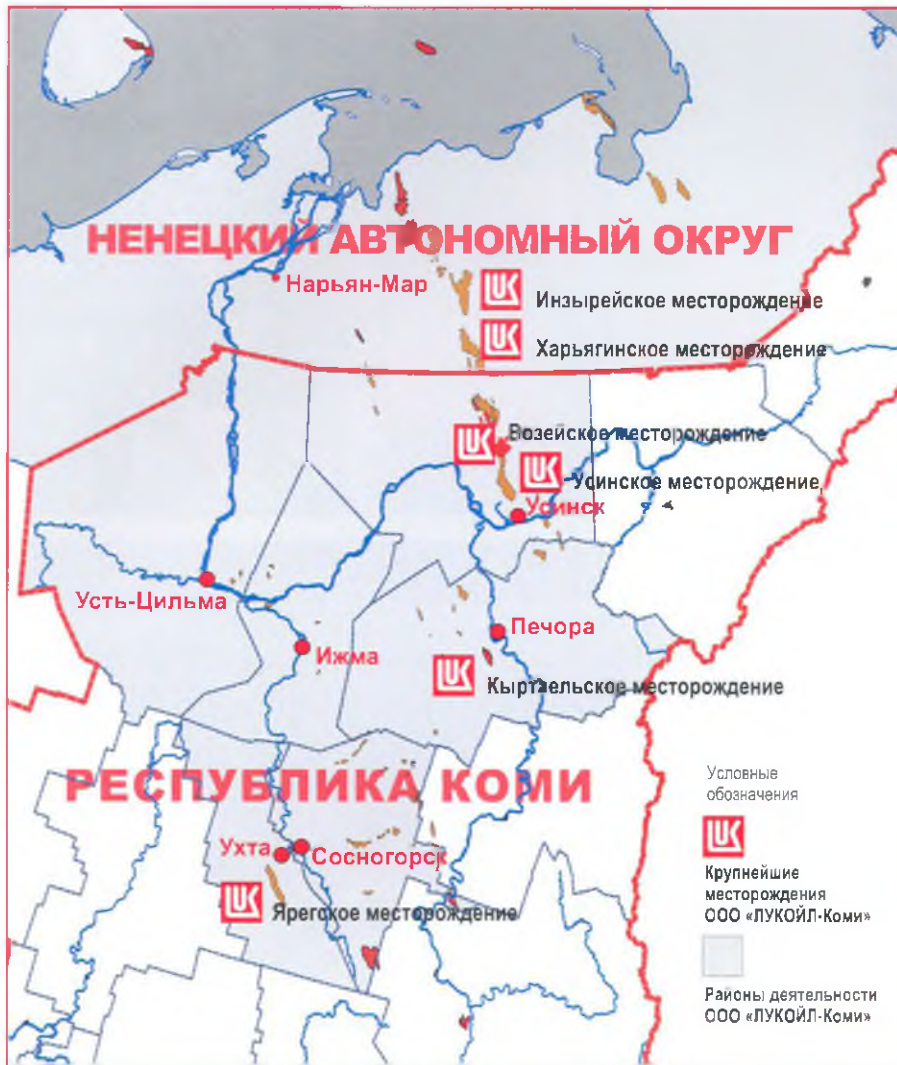 НЕНЕЦКИЙ АВТОНОМНЫЙ ОКРУГ
Нарьян-Мар
Инзырейское месторождение
Харьягинское месторождение
Возейское месторождение
Усинское месторождение
Усинск
Усть-Цильма
Печора
Ижма
Кыртаельское месторождение
РЕСПУБЛИКА КОМИ
Ухта
Сосногорск
Ярегское месторождение
Условные
обозначения
Крупнейшие
месторождения
ООО «ЛУКОЙЛ-Коми»
Районы деятельности
ООО «ЛУКОЙЛ-Коми»